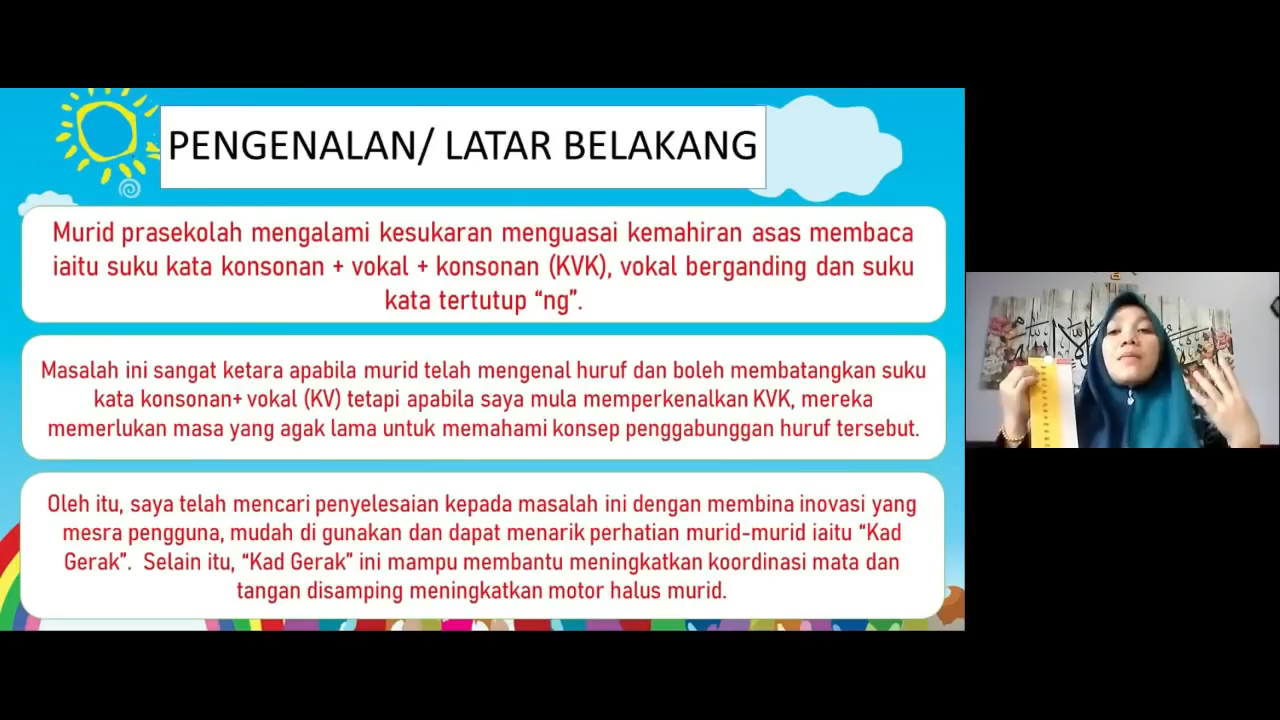 PENGENALAN/ LATAR BELAKANG
Murid prasekolah mengalami kesukaran menguasai kemahiran asas membaca
iaitu suku kata konsonan + vokal + konsonan (KVK), vokal berganding dan suku
kata tertutup “ng”.
Masalah ini sangat ketara apabila murid telah mengenal huruf dan boleh membatangkan suku
kata konsonan+ vokal (KV) tetapi apabila saya mula memperkenalkan KVK, mereka
memerlukan masa yang agak lama untuk memahami konsep penggabunggan huruf tersebut.
Oleh itu, saya telah mencari penyelesaian kepada masalah ini dengan membina inovasi yang
mesra pengguna, mudah di gunakan dan dapat menarik perhatian murid-murid iaitu “Kad
Gerak”.  Selain itu, “Kad Gerak” ini mampu membantu meningkatkan koordinasi mata dan
tangan disamping meningkatkan motor halus murid.